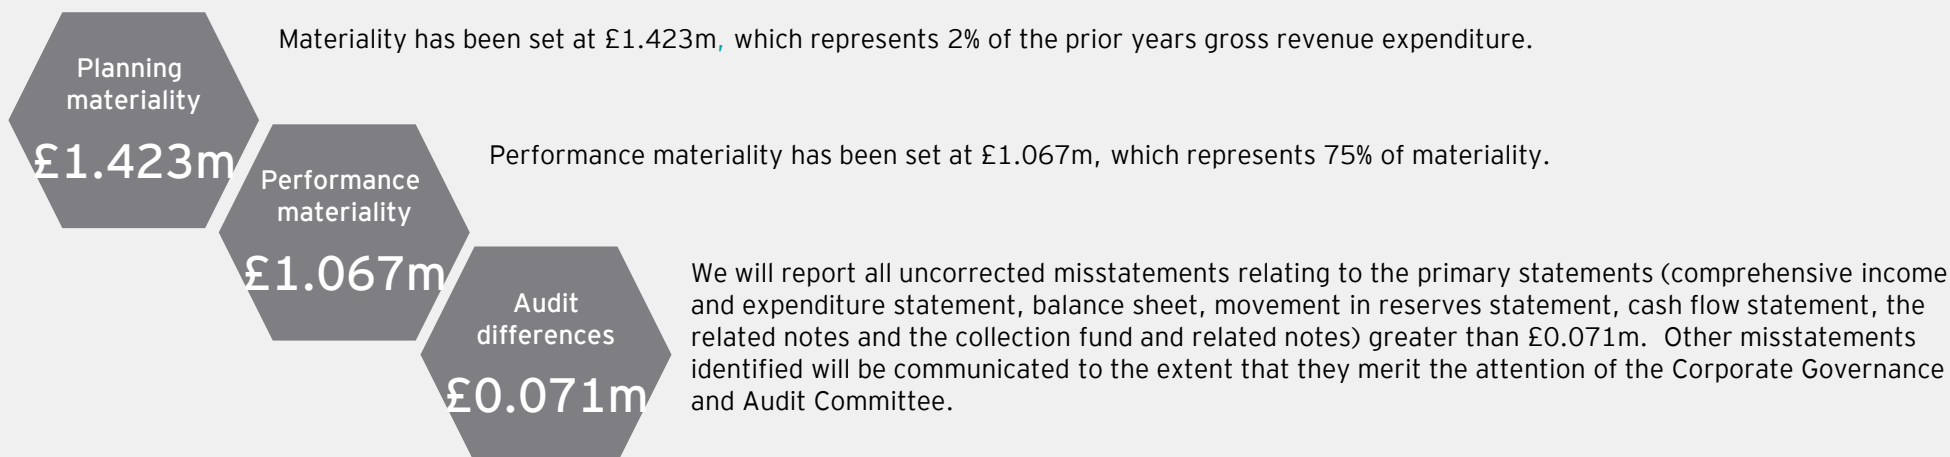 Materiality has been set at £1.423m, which represents 2% of the prior years gross revenue expenditure.
Planning
materiality
£1.423m
Performance materiality has been set at £1.067m, which represents 75% of materiality.
Performance
materiality
£1.067m
We will report all uncorrected misstatements relating to the primary statements (comprehensive income
and expenditure statement, balance sheet, movement in reserves statement, cash flow statement, the
related notes and the collection fund and related notes) greater than £0.071m.  Other misstatements
identified will be communicated to the extent that they merit the attention of the Corporate Governance
and Audit Committee.
Audit
differences
£0.071m